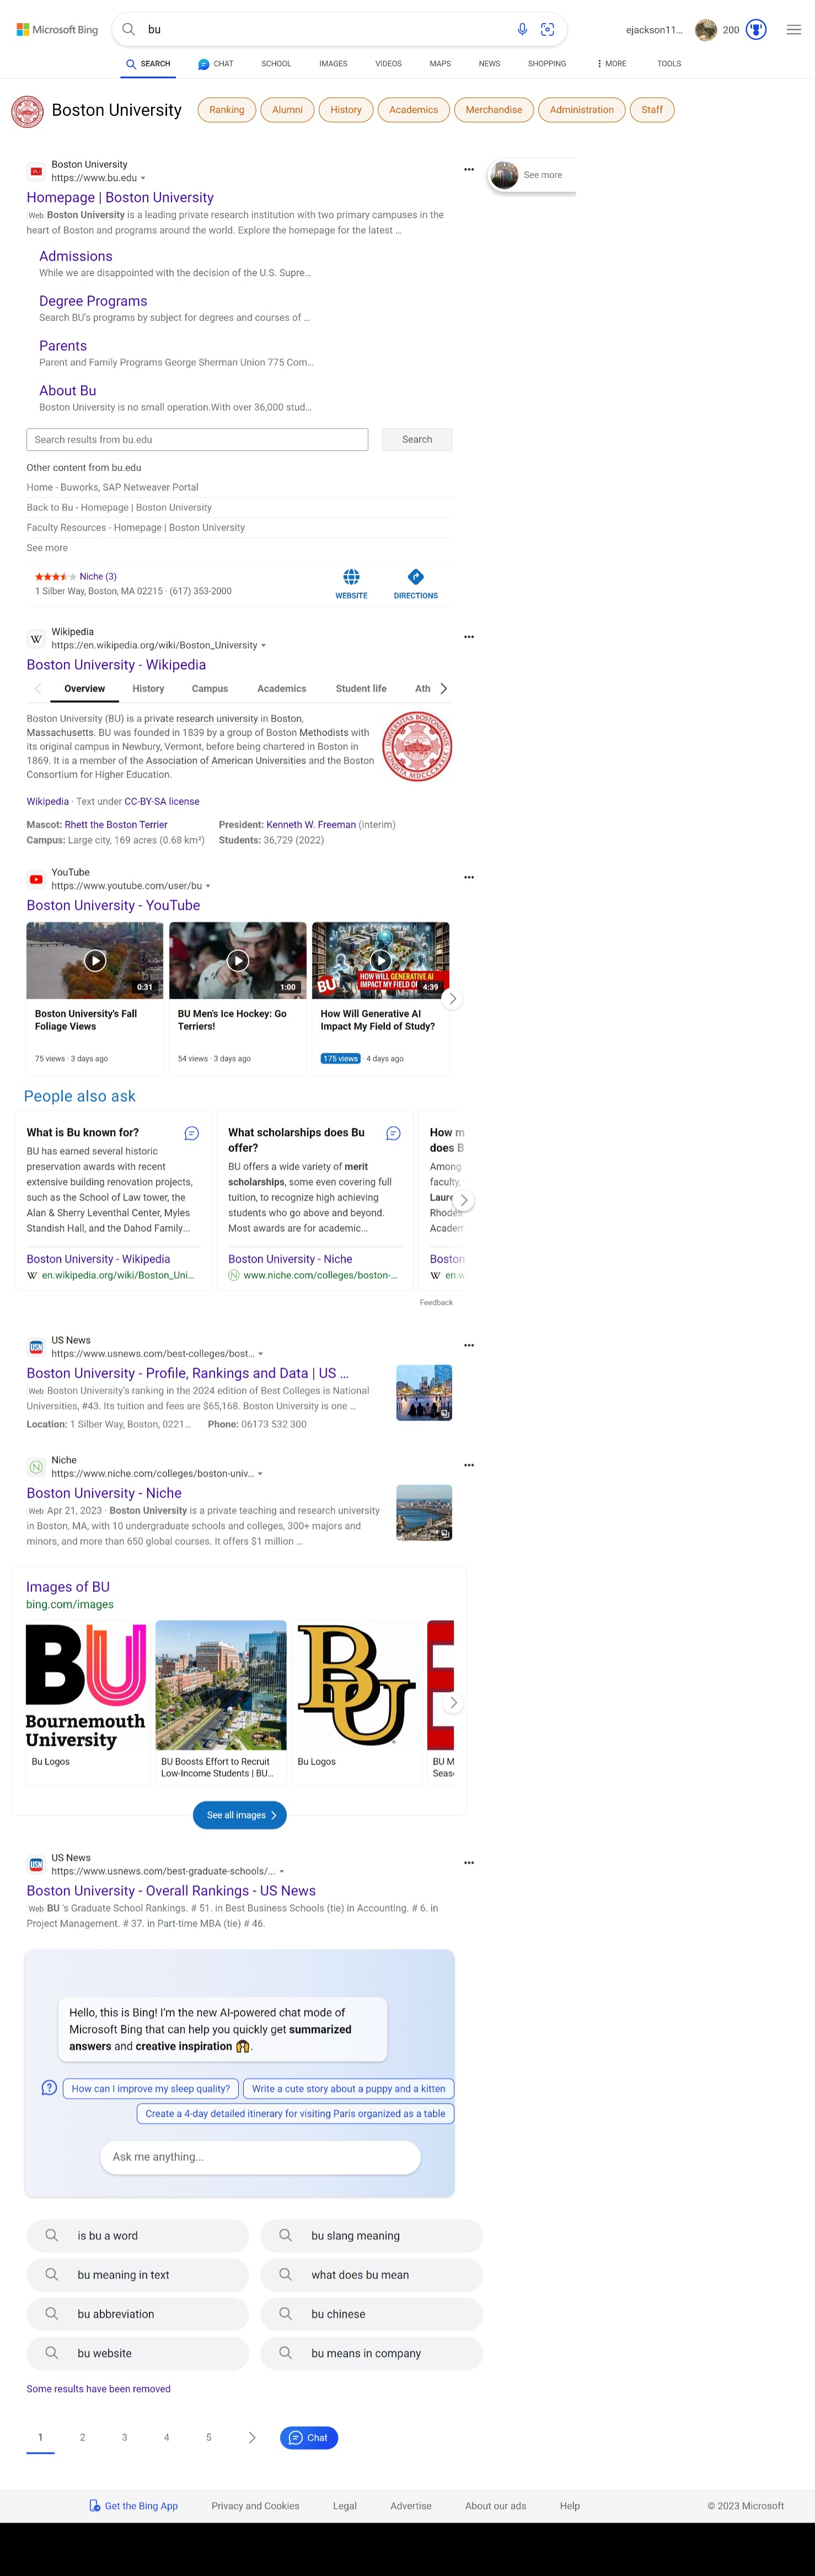 Microsoft Bing
bu
ejackson11...
200
SEARCH
CHAT
SCHOOL
IMAGES
VIDEOS
MAPS
NEWS
SHOPPING
MORE
TOOLS
Boston University
Ranking
Alumni
History
Academics
Merchandise
Administration
Staff
BU
Boston University
https://www.bu.edu
Homepage | Boston University
Web Boston University is a leading private research institution with two primary campuses in the
heart of Boston and programs around the world. Explore the homepage for the latest ...
See more
Admissions
While we are disappointed with the decision of the U.S. Supre...
Degree Programs
Search BU's programs by subject for degrees and courses of ...
Parents
Parent and Family Programs George Sherman Union 775 Com...
About Bu
Boston University is no small operation.With over 36,000 stud...
Search results from bu.edu
Search
Other content from bu.edu
Home - Buworks, SAP Netweaver Portal
Back to Bu - Homepage | Boston University
Faculty Resources - Homepage | Boston University
See more
Niche (3)
1 Silber Way, Boston, MA 02215 · (617) 353-2000
WEBSITE
DIRECTIONS
W
Wikipedia
https://en.wikipedia.org/wiki/Boston_University
Boston University - Wikipedia
Overview
History
Campus
Academics
Student life
Ath
Boston University (BU) is a private research university in Boston,
Massachusetts. BU was founded in 1839 by a group of Boston Methodists with
its original campus in Newbury, Vermont, before being chartered in Boston in
1869. It is a member of the Association of American Universities and the Boston
Consortium for Higher Education.
Wikipedia · Text under CC-BY-SA license
Mascot: Rhett the Boston Terrier
President: Kenneth W. Freeman (interim)
Campus: Large city, 169 acres (0.68 km²)
Students: 36,729 (2022)
YouTube
https://www.youtube.com/user/bu
Boston University - YouTube
0:31
1:00
BU
HOW WILL GENERATIVE AI
IMPACT MY FIELD OF
4:39
Boston University's Fall
Foliage Views
75 views · 3 days ago
BU Men's Ice Hockey: Go
Terriers!
54 views · 3 days ago
How Will Generative AI
Impact My Field of Study?
175 views · 4 days ago
People also ask
What is Bu known for?
BU has earned several historic
preservation awards with recent
extensive building renovation projects,
such as the School of Law tower, the
Alan & Sherry Leventhal Center, Myles
Standish Hall, and the Dahod Family...
Boston University - Wikipedia
W en.wikipedia.org/wiki/Boston_Uni...
What scholarships does Bu
offer?
BU offers a wide variety of merit
scholarships, some even covering full
tuition, to recognize high achieving
students who go above and beyond.
Most awards are for academic...
Boston University - Niche
www.niche.com/colleges/boston-...
How m
does B
Among
faculty,
Laure
Rhodes
Academ
Boston
W en.w
Feedback
USN
US News
https://www.usnews.com/best-colleges/bost...
Boston University - Profile, Rankings and Data | US ...
Web Boston University's ranking in the 2024 edition of Best Colleges is National
Universities, #43. Its tuition and fees are $65,168. Boston University is one ...
Location: 1 Silber Way, Boston, 0221...
Phone: 06173 532 300
N
Niche
https://www.niche.com/colleges/boston-univ...
Boston University - Niche
Web Apr 21, 2023 · Boston University is a private teaching and research university
in Boston, MA, with 10 undergraduate schools and colleges, 300+ majors and
minors, and more than 650 global courses. It offers $1 million ...
Images of BU
bing.com/images
BU
Bournemouth
University
BU
Bu Logos
BU Boosts Effort to Recruit
Low-Income Students | BU...
Bu Logos
BU M
Seas
See all images
USN
US News
https://www.usnews.com/best-graduate-schools/...
Boston University - Overall Rankings - US News
Web BU 's Graduate School Rankings. # 51. in Best Business Schools (tie) in Accounting. # 6. in
Project Management. # 37. in Part-time MBA (tie) # 46.
Hello, this is Bing! I'm the new AI-powered chat mode of
Microsoft Bing that can help you quickly get summarized
answers and creative inspiration 🙌.
How can I improve my sleep quality?
Write a cute story about a puppy and a kitten
Create a 4-day detailed itinerary for visiting Paris organized as a table
Ask me anything...
is bu a word
bu slang meaning
bu meaning in text
what does bu mean
bu abbreviation
bu chinese
bu website
bu means in company
Some results have been removed
1
2
3
4
5
Chat
Get the Bing App
Privacy and Cookies
Legal
Advertise
About our ads
Help
© 2023 Microsoft